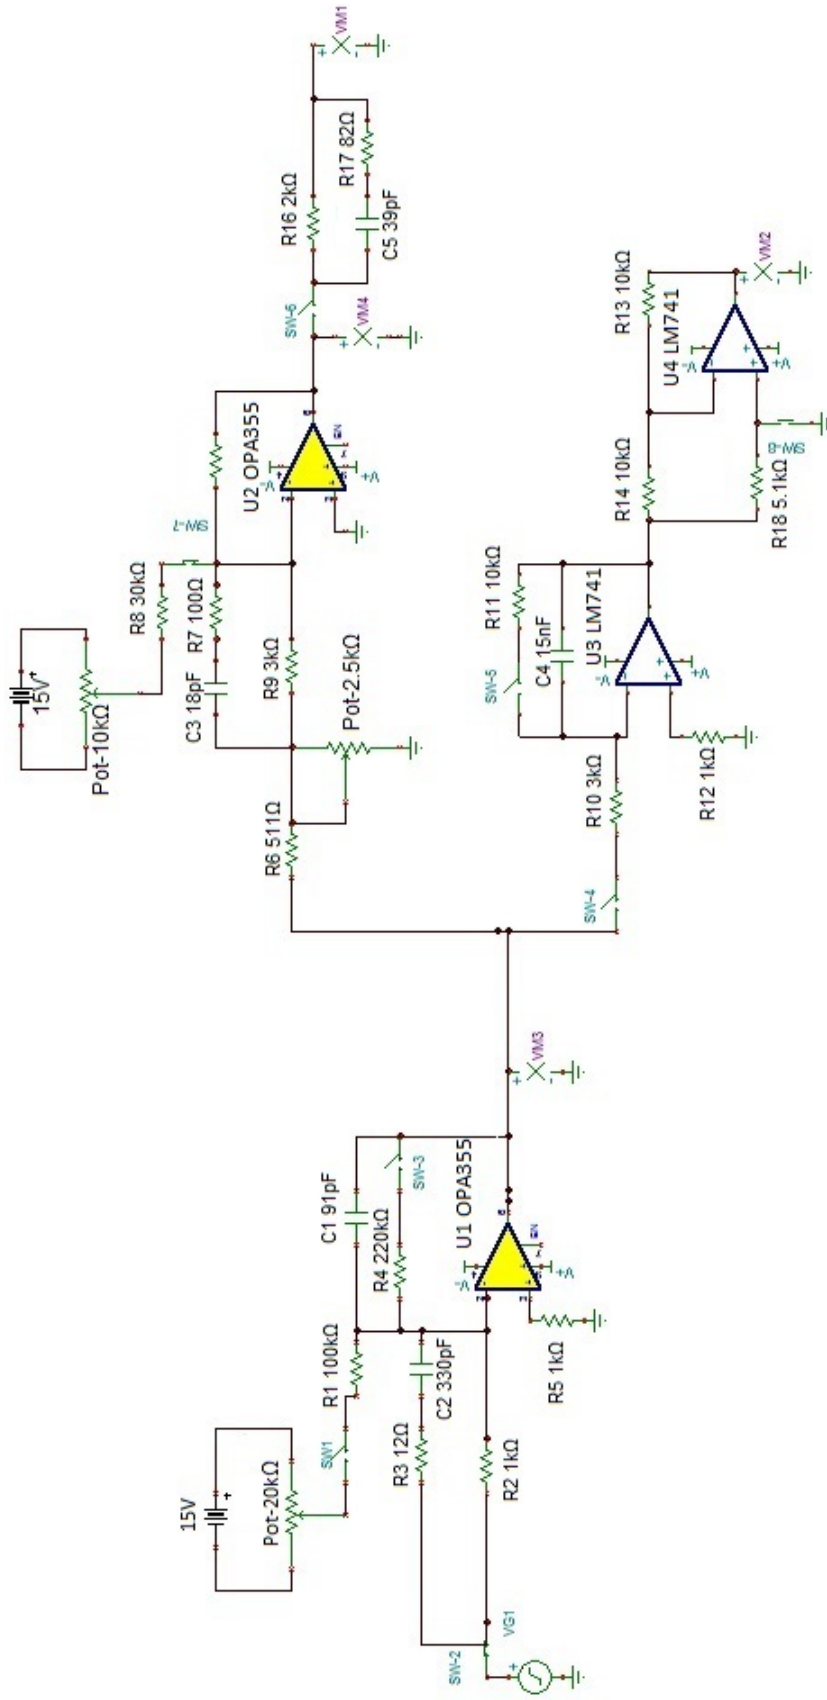 15V
Pot-20kΩ
SW1
R1 100kΩ
C1 91pF
R4 220kΩ
SW-3
R3 12Ω
C2 330pF
SW-2
VG1
R2 1kΩ
R5 1kΩ
U1 OPA355
EN
VM3
+
-
15V
Pot-10kΩ
R8 30kΩ
SW-7
C3 18pF
R7 100Ω
R6 511Ω
R9 3kΩ
Pot-2.5kΩ
U2 OPA355
EN
VM4
SW-6
R16 2kΩ
C5 39pF
R17 82Ω
VM1
SW-4
R10 3kΩ
SW-5
R11 10kΩ
C4 15nF
U3 LM741
R12 1kΩ
R14 10kΩ
R13 10kΩ
U4 LM741
R18 5.1kΩ
SW-8
VM2